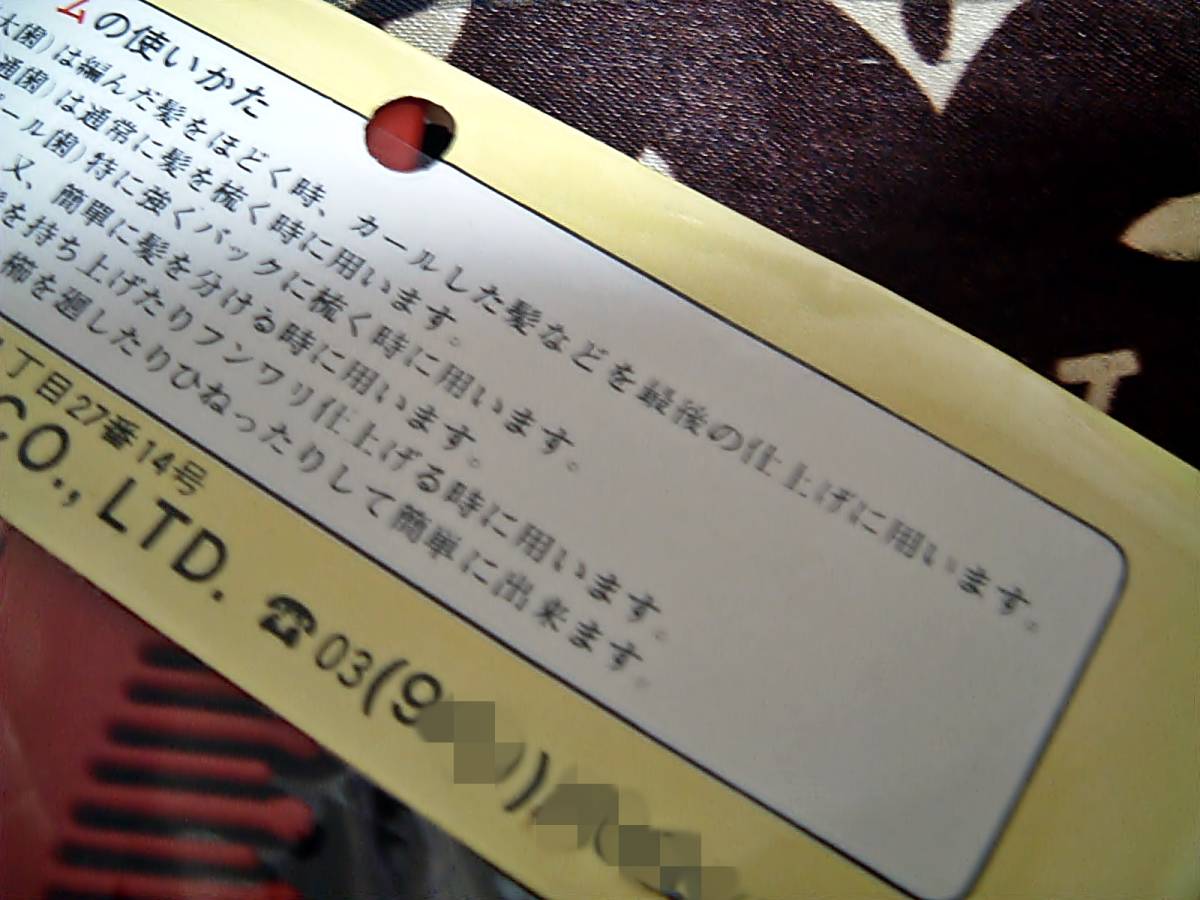 ムの使いかた
太歯)は編んだ髪をほどく時、カールした髪などを最後の仕上げに用います。
通歯)は通常に髪を梳く時に用います。
ール歯)特に強くバックに梳く時に用います。
又、簡單に髪を分ける時に用います。
を持ち上げたりフンワリ仕上げる時に用います。
櫛を廻したりひねったりして簡単に出来ます。
丁目27番14号
CO., LTD. ☎03(9